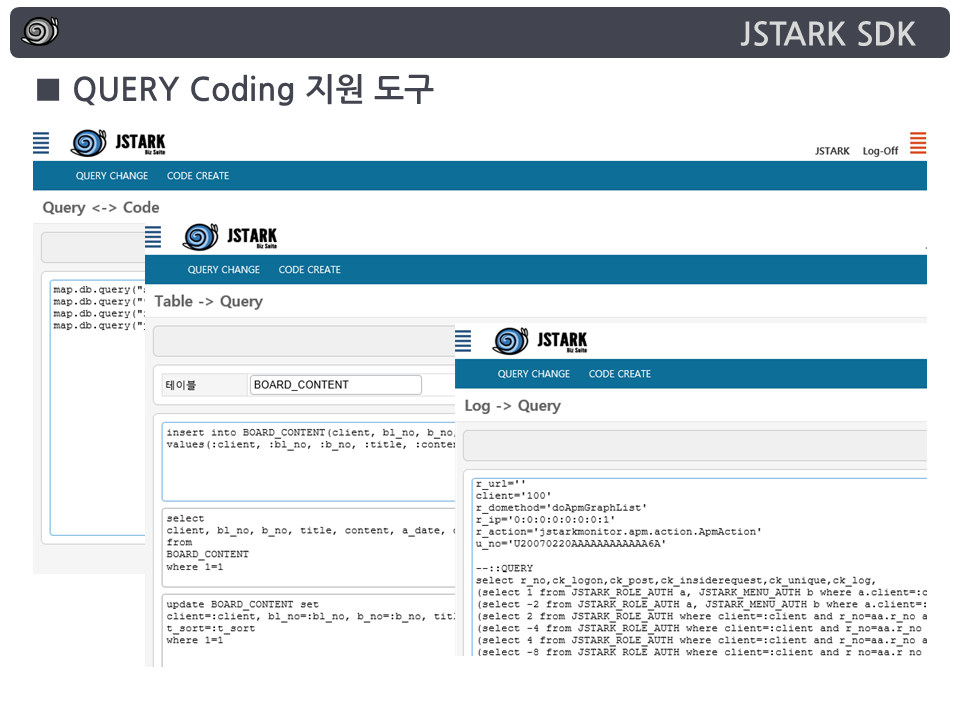 JSTARK SDK
■ QUERY Coding 지원 도구
JSTARK
Biz Suite
JSTARK Log-Off
QUERY CHANGE CODE CREATE
Query <-> Code
map.db.query("
map.db.query("
map.db.query("
map.db.query("
JSTARK
Biz Suite
QUERY CHANGE CODE CREATE
Table -> Query
테이블 BOARD_CONTENT
insert into BOARD_CONTENT(client, bl_no, b_no,
values(:client, :bl_no, :b_no, :title, :conte
select
client, bl_no, b_no, title, content, a_date,
from
BOARD_CONTENT
where 1=1
update BOARD_CONTENT set
client=:client, bl_no=:bl_no, b_no=:b_no,
t_sort=:t_sort
where 1=1
JSTARK
Biz Suite
QUERY CHANGE CODE CREATE
Log -> Query
r_url=''
client='100'
r_domethod='doApmGraphList'
r_ip='0:0:0:0:0:0:0:1'
r_action='jstarkmonitor.apm.action.ApmAction'
u_no='U20070220AAAAAAAAAAAA6A'
--::QUERY
select r_no,ck_logon,ck_post,ck_insiderequest,ck_unique,ck_log,
(select 1 from JSTARK_ROLE_AUTH a, JSTARK_MENU_AUTH b where a.client=:c
(select -2 from JSTARK_ROLE_AUTH a, JSTARK_MENU_AUTH b where a.client=:
(select 2 from JSTARK_ROLE_AUTH where client=:client and r_no=aa.r_no a
(select -4 from JSTARK_ROLE_AUTH where client=:client and r_no=aa.r_no
(select 4 from JSTARK_ROLE_AUTH where client=:client and r_no=aa.r_no a
(select -8 from JSTARK_ROLE_AUTH where client=:client and r_no=aa.r_no